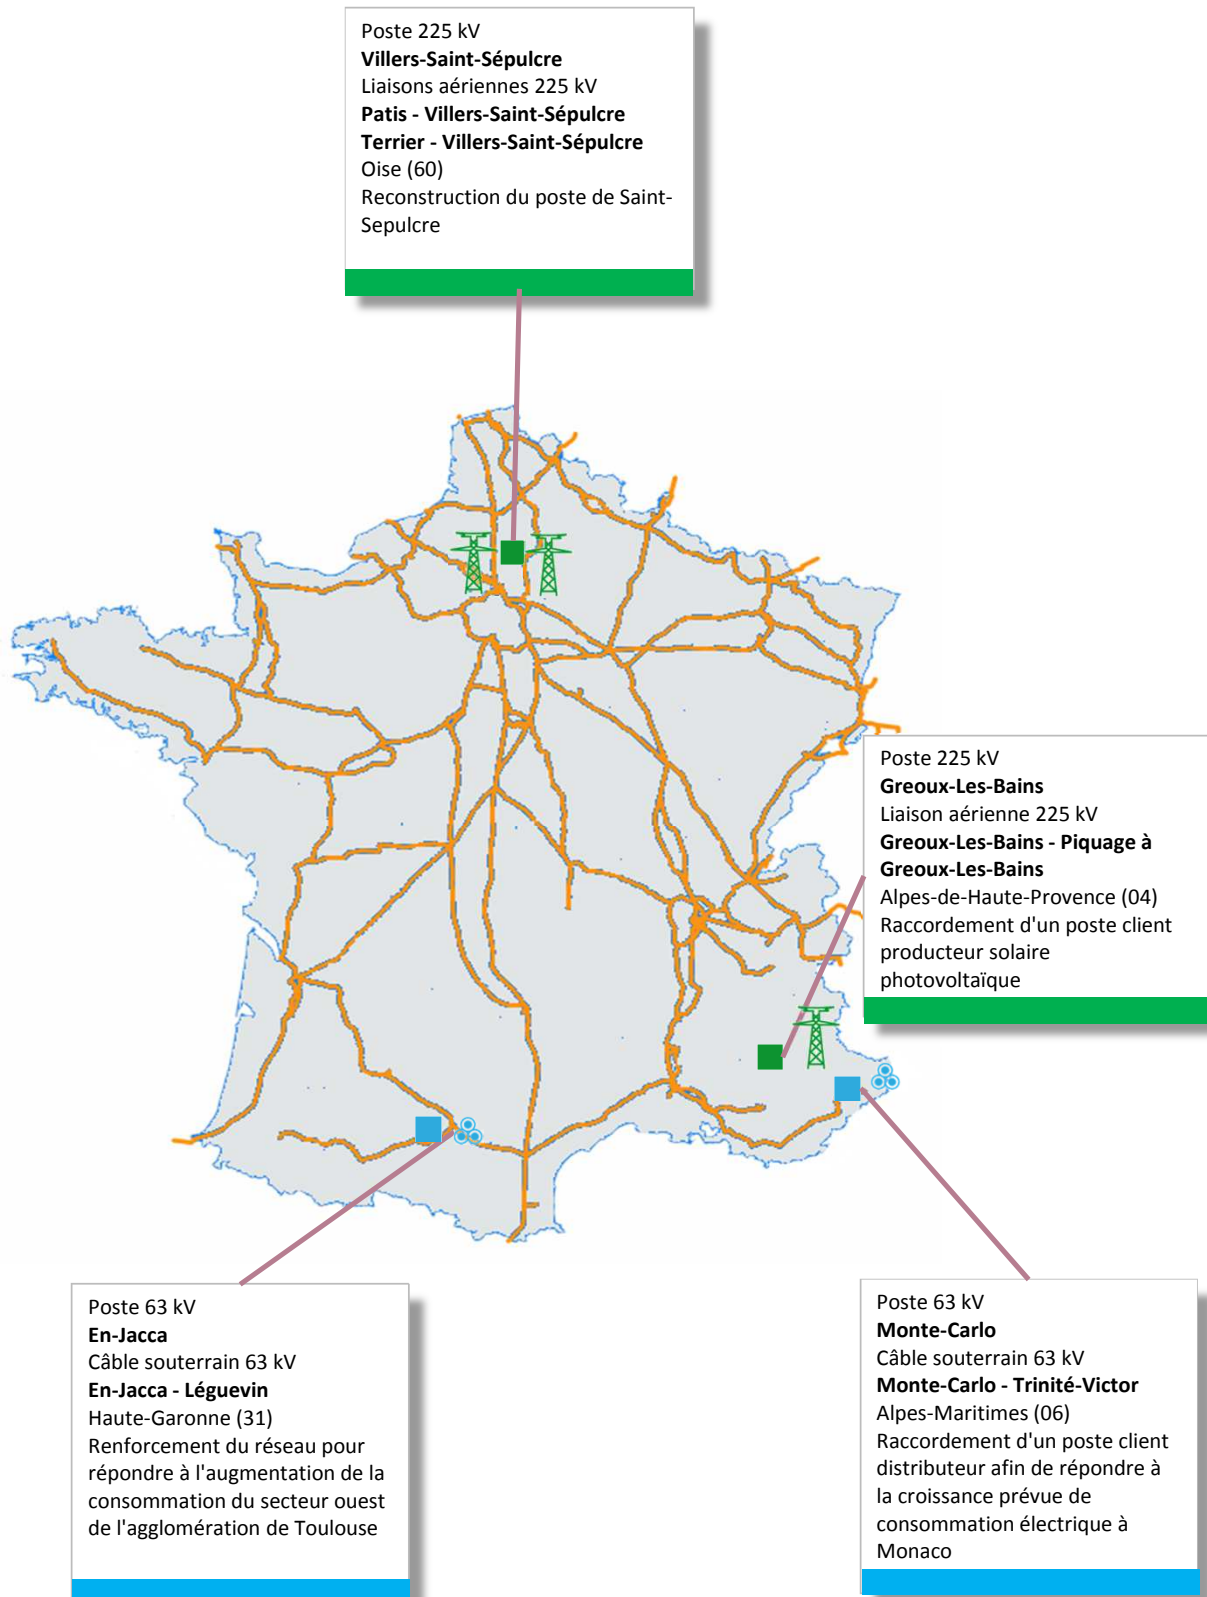 Poste 225 kV
Villers-Saint-Sépulcre
Liaisons aériennes 225 kV
Patis - Villers-Saint-Sépulcre
Terrier - Villers-Saint-Sépulcre
Oise (60)
Reconstruction du poste de Saint-
Sepulcre
Poste 225 kV
Greoux-Les-Bains
Liaison aérienne 225 kV
Greoux-Les-Bains - Piquage à
Greoux-Les-Bains
Alpes-de-Haute-Provence (04)
Raccordement d'un poste client
producteur solaire
photovoltaïque
Poste 63 kV
En-Jacca
Câble souterrain 63 kV
En-Jacca - Léguevin
Haute-Garonne (31)
Renforcement du réseau pour
répondre à l'augmentation de la
consommation du secteur ouest
de l'agglomération de Toulouse
Poste 63 kV
Monte-Carlo
Câble souterrain 63 kV
Monte-Carlo - Trinité-Victor
Alpes-Maritimes (06)
Raccordement d'un poste client
distributeur afin de répondre à
la croissance prévue de
consommation électrique à
Monaco